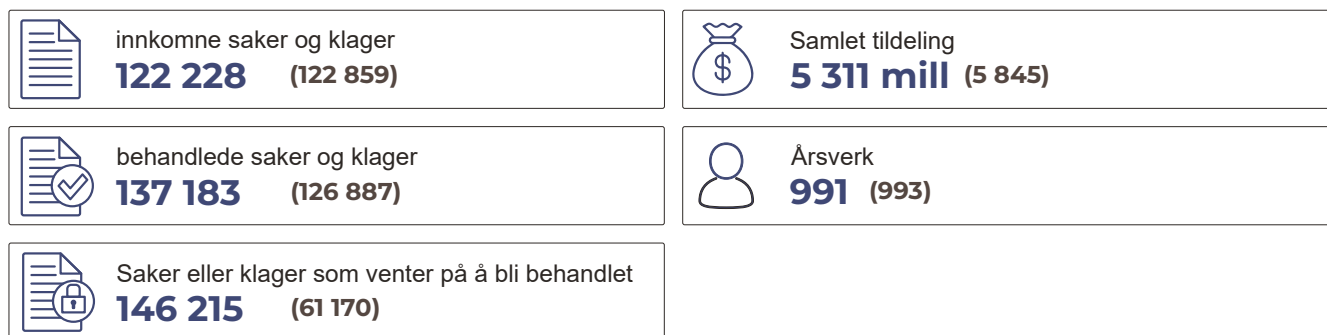 innkomne saker og klager
122 228 (122 859)
behandlede saker og klager
137 183 (126 887)
Saker eller klager som venter på å bli behandlet
146 215 (61 170)
Samlet tildeling
$
5 311 mill (5 845)
Årsverk
991 (993)